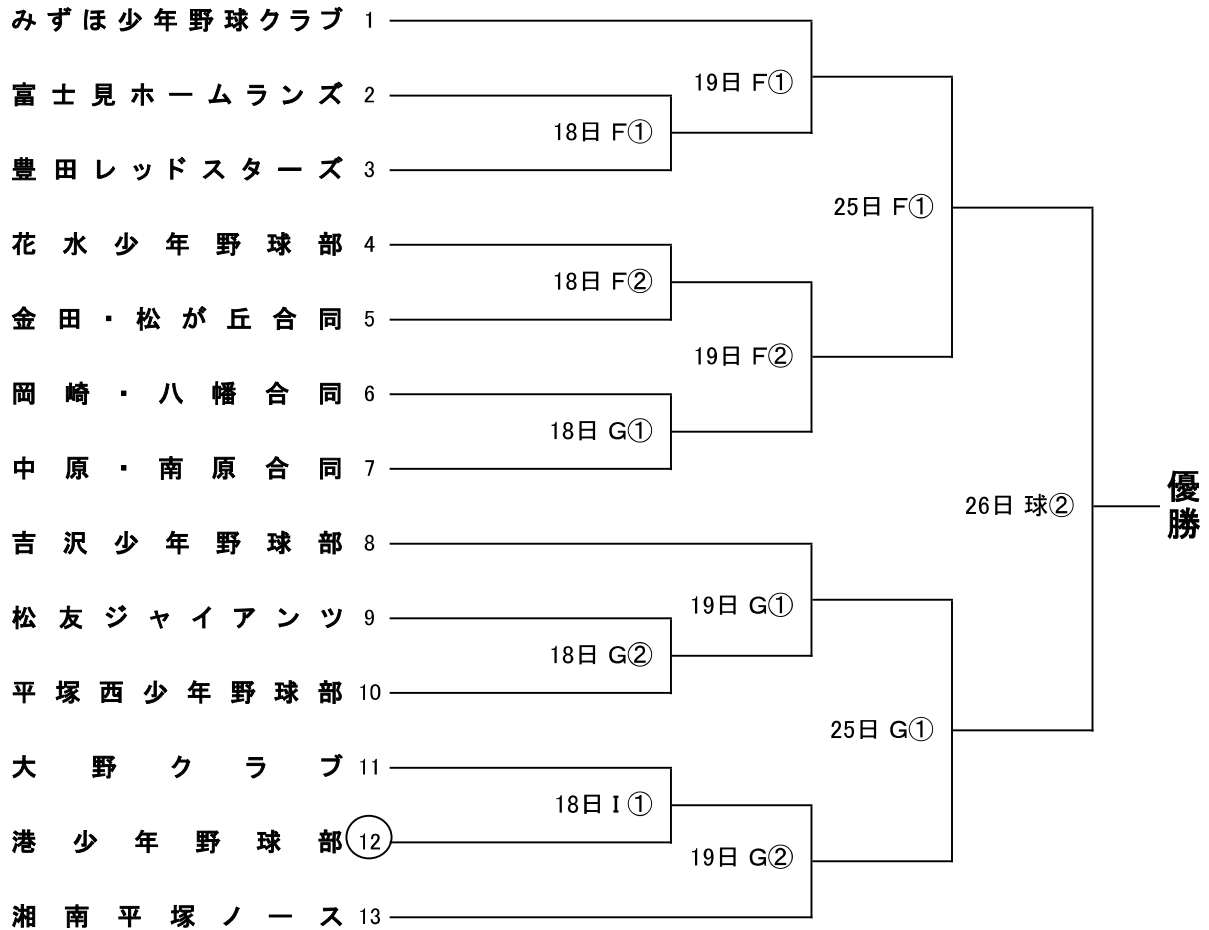 みずほ少年野球クラブ 1
19日 F①
富士見ホームランズ 2
18日 F①
豊田レッドスターズ 3
25日 F①
花水少年野球部 4
18日 F②
金田・松が丘合同 5
19日 F②
岡崎・八幡合同 6
18日 G①
中原・南原合同 7
26日 球②
優勝
吉沢少年野球部 8
19日 G①
松友ジャイアンツ 9
18日 G②
平塚西少年野球部 10
25日 G①
大野クラブ 11
18日 I①
港少年野球部 12
19日 G②
湘南平塚ノース 13